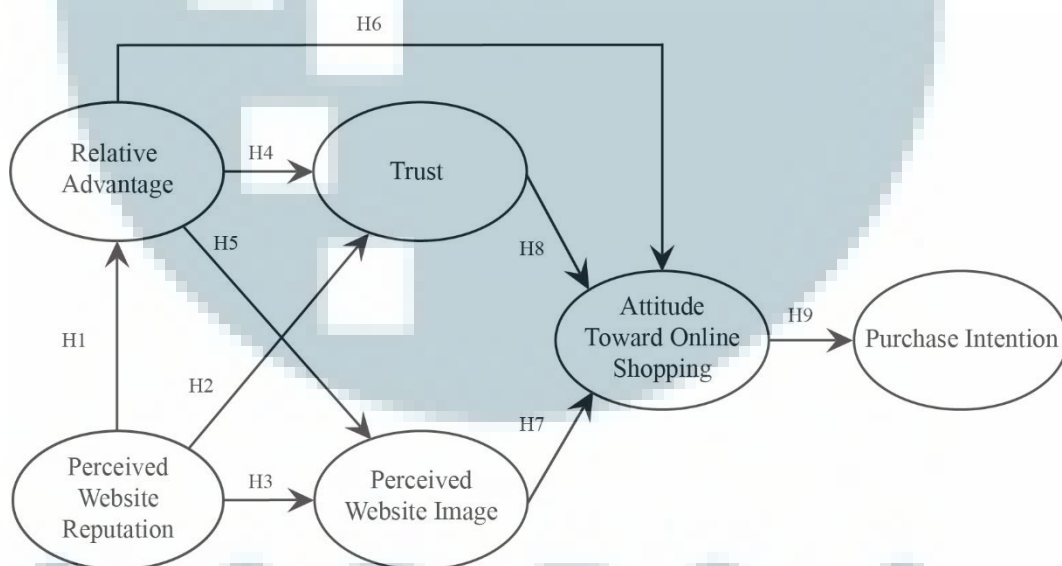 H6
Relative
Advantage
H4
Trust
H5
H8
Attitude
Toward Online
Shopping
H9
Purchase Intention
H1
H2
H7
Perceived
Website
Reputation
H3
Perceived
Website Image